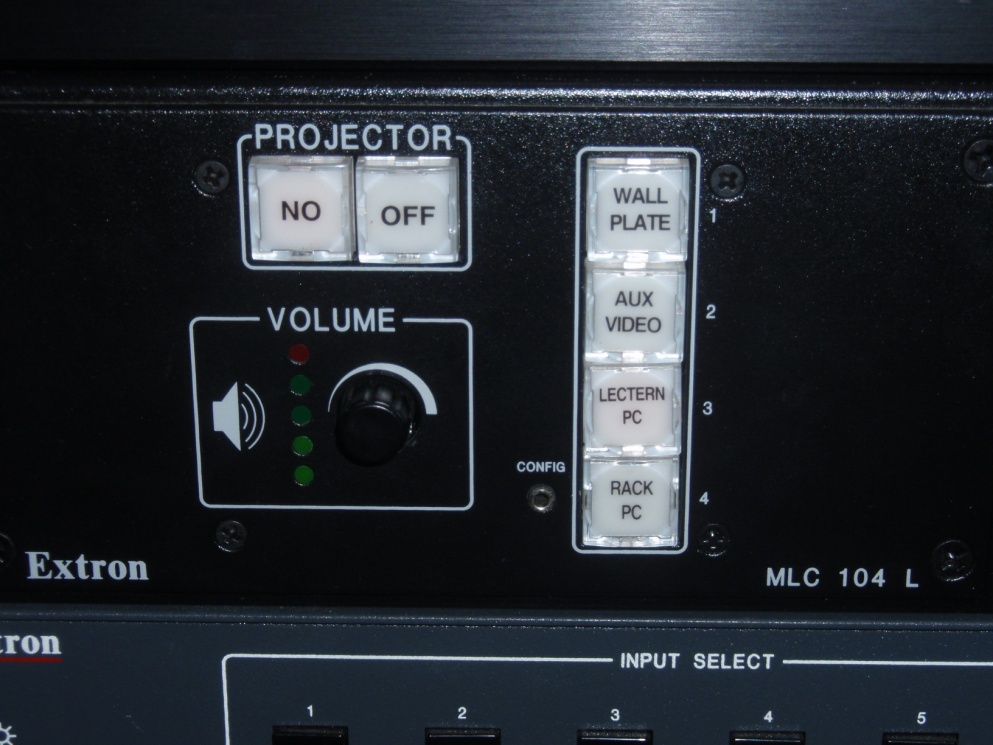 PROJECTOR
NO
OFF
WALL
PLATE
1
AUX
VIDEO
2
LECTERN
PC
3
RACK
PC
4
VOLUME
CONFIG
Extron
MLC 104 L
tron
INPUT SELECT
1 2 3 4 5